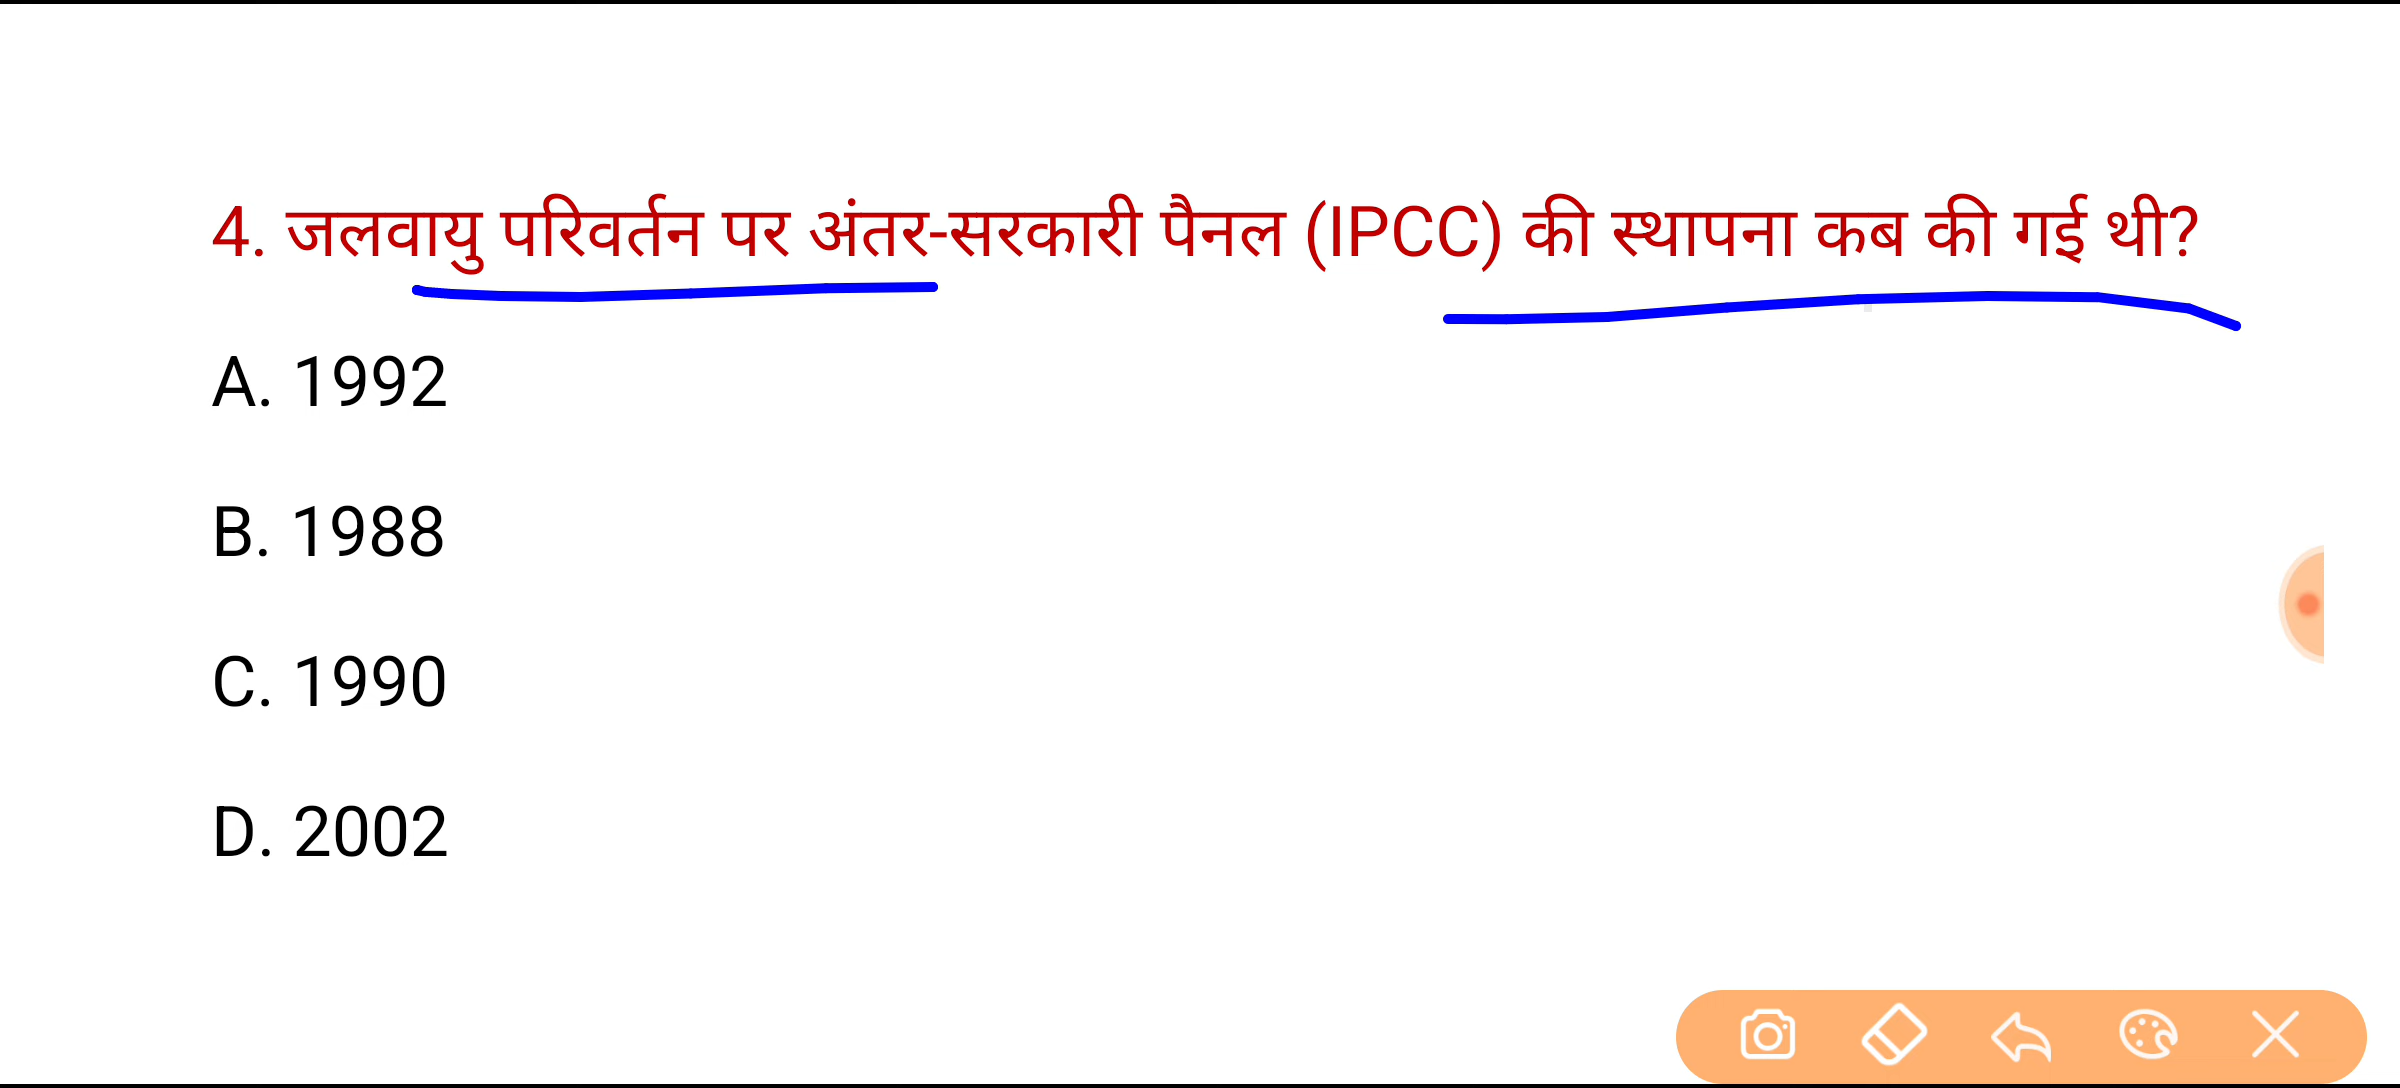 4. जलवायु परिवर्तन पर अंतर-सरकारी पैनल (IPCC) की स्थापना कब की गई थी?
A. 1992
B. 1988
C. 1990
D. 2002